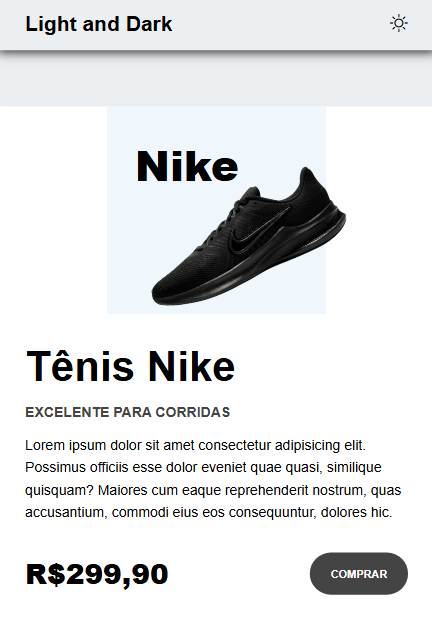 Light and Dark
Nike
Tênis Nike
EXCELENTE PARA CORRIDAS
Lorem ipsum dolor sit amet consectetur adipisicing elit.
Possimus officiis esse dolor eveniet quae quasi, similique
quisquam? Maiores cum eaque reprehenderit nostrum, quas
accusantium, commodi eius eos consequuntur, dolores hic.
R$299,90
COMPRAR